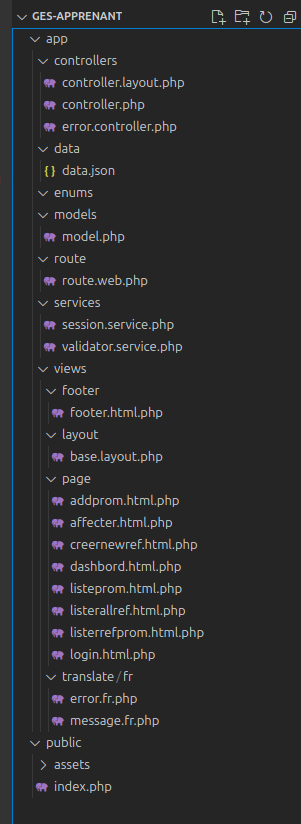 GES-APPRENANT
app
controllers
controller.layout.php
controller.php
error.controller.php
data
{} data.json
enums
models
model.php
route
route.web.php
services
session.service.php
validator.service.php
views
footer
footer.html.php
layout
base.layout.php
page
addprom.html.php
affecter.html.php
creernewref.html.php
dashbord.html.php
listeprom.html.php
listerallref.html.php
listerrefprom.html.php
login.html.php
translate/fr
error.fr.php
message.fr.php
public
assets
index.php